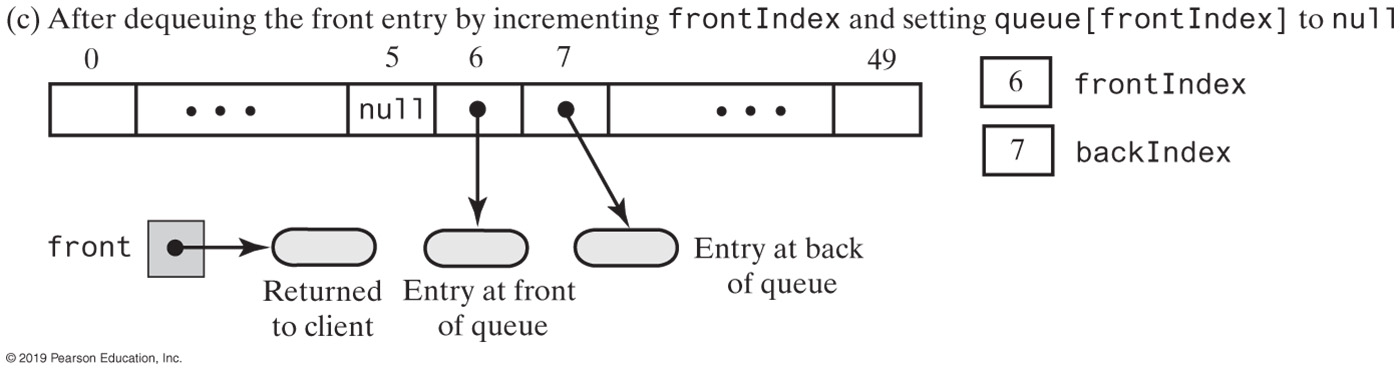 (c) After dequeuing the front entry by incrementing frontIndex and setting queue[frontIndex] to null
0 5 6 7 49
null
6 frontIndex
7 backIndex
front
Returned
to client
Entry at front
of queue
Entry at back
of queue
© 2019 Pearson Education, Inc.